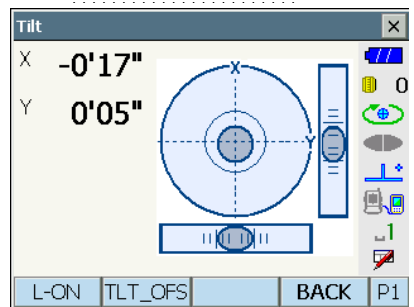 Tilt
X -0'17"
Y 0'05"
X
Y
0
1
L-ON TLT_OFS BACK P1